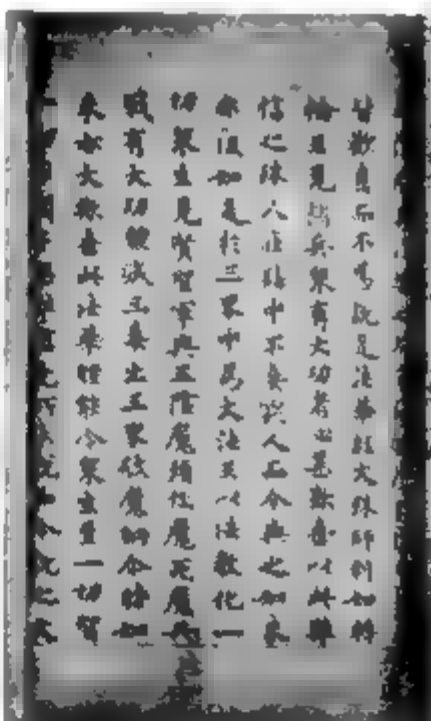 皆歡喜而不為說是法華經文殊師利如轉
輪王見諸兵衆有大功者心甚歡喜以此難
信之珠久在髻中不妄與人而今與之如來
亦復如是於三界中為大法王以法教化一
切衆生見賢聖軍與五陰魔煩惱魔死魔共
戰有大功勳滅三毒出三界破魔網爾時如
來亦大歡喜此法華經能令衆生至一切智